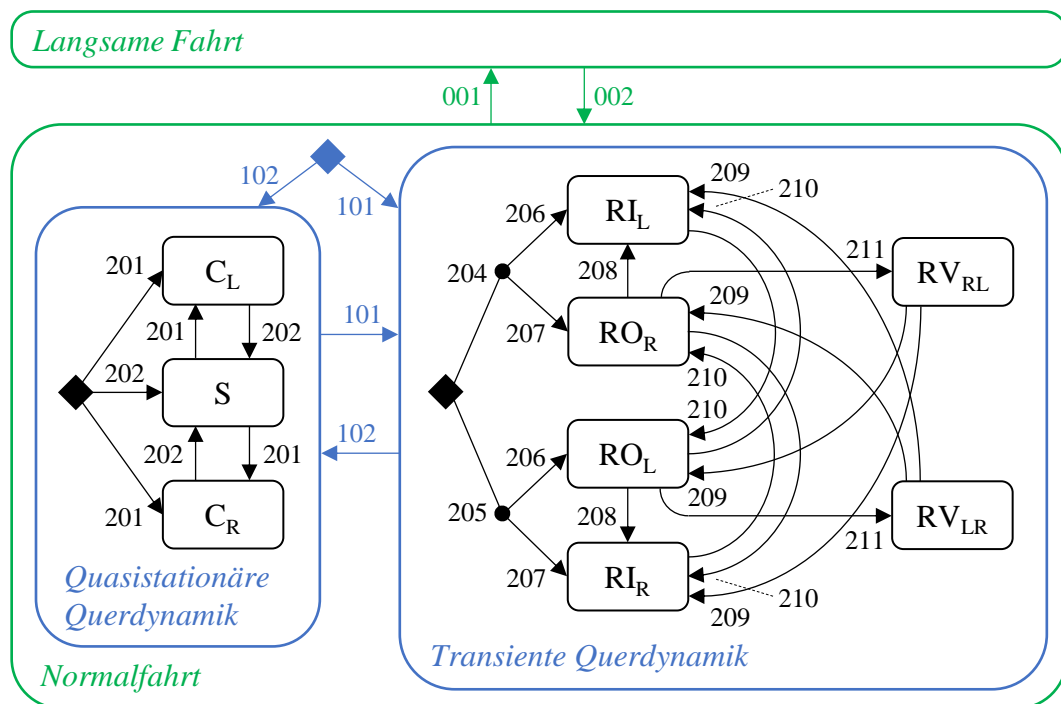 Langsame Fahrt
001
002
102
101
209
210
201
C_L
206
RI_L
204
208
211
RV_RL
201
202
101
207
RO_R
209
202
S
210
102
210
202
201
206
RO_L
201
C_R
205
208
209
211
RV_LR
207
RI_R
210
209
Quasistationäre
Querdynamik
Transiente Querdynamik
Normalfahrt